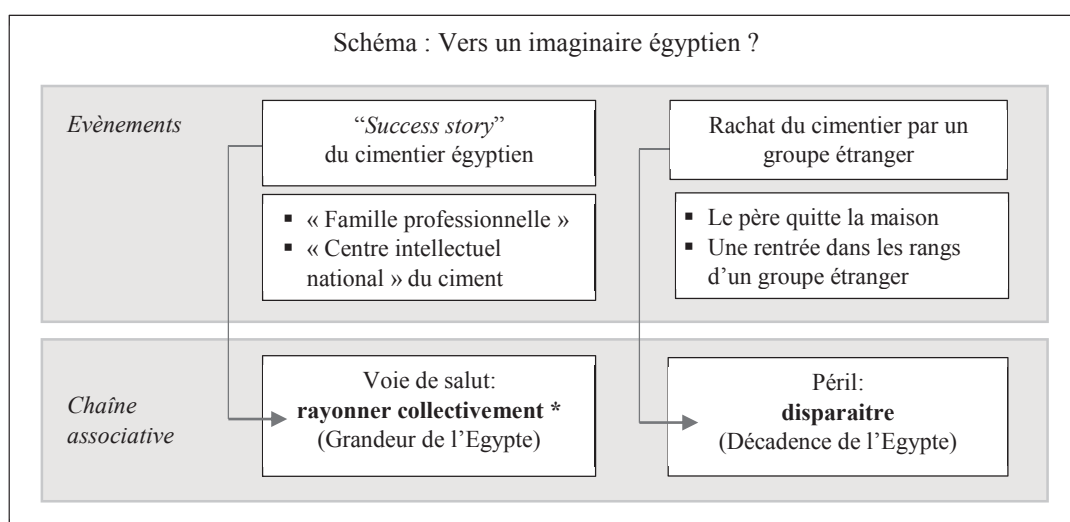 Schéma : Vers un imaginaire égyptien ?
Evènements
“Success story”
du cimentier égyptien
▪ « Famille professionnelle »
▪ « Centre intellectuel
national » du ciment
Rachat du cimentier par un
groupe étranger
▪ Le père quitte la maison
▪ Une rentrée dans les rangs
d’un groupe étranger
Chaîne
associative
Voie de salut:
rayonner collectivement *
(Grandeur de l’Egypte)
Péril:
disparaitre
(Décadence de l’Egypte)